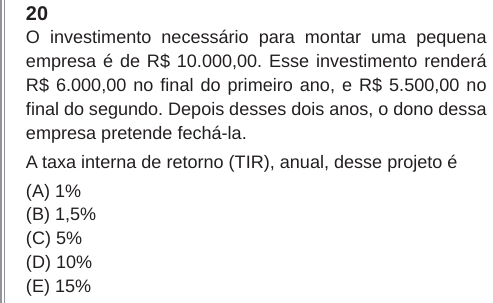 20
O investimento necessário para montar uma pequena
empresa é de R$ 10.000,00. Esse investimento renderá
R$ 6.000,00 no final do primeiro ano, e R$ 5.500,00 no
final do segundo. Depois desses dois anos, o dono dessa
empresa pretende fechá-la.
A taxa interna de retorno (TIR), anual, desse projeto é
(A) 1%
(B) 1,5%
(C) 5%
(D) 10%
(E) 15%